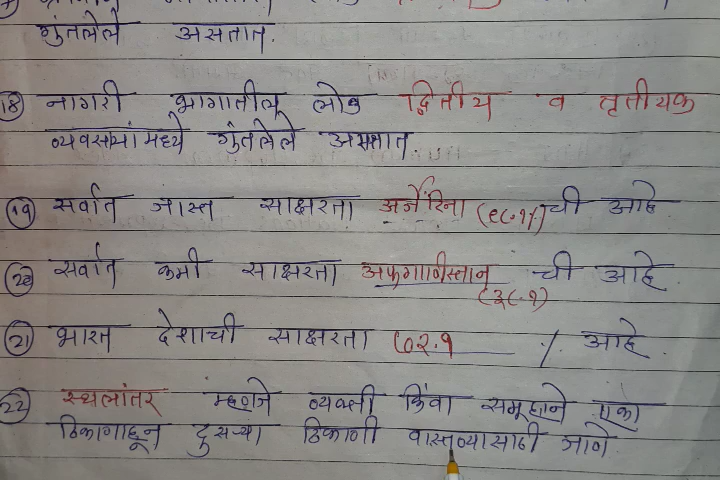 गुंतलेले असतात.
18 नागरी भागातील लोक द्वितीय व तृतीयक
व्यवसायांमध्ये गुंतलेले असतात.
19 सर्वात जास्त साक्षरता अर्जेंटिना (९८.१%)ची आहे
20 सर्वात कमी साक्षरता अफगाणिस्तान ची आहे.
(३८.१)
21 भारत देशाची साक्षरता ७२.१ % आहे.
22 स्थलांतर म्हणजे व्यक्ती किंवा समूहाने एका
ठिकाणाहून दुसऱ्या ठिकाणी वास्तव्यासाठी जाणे.